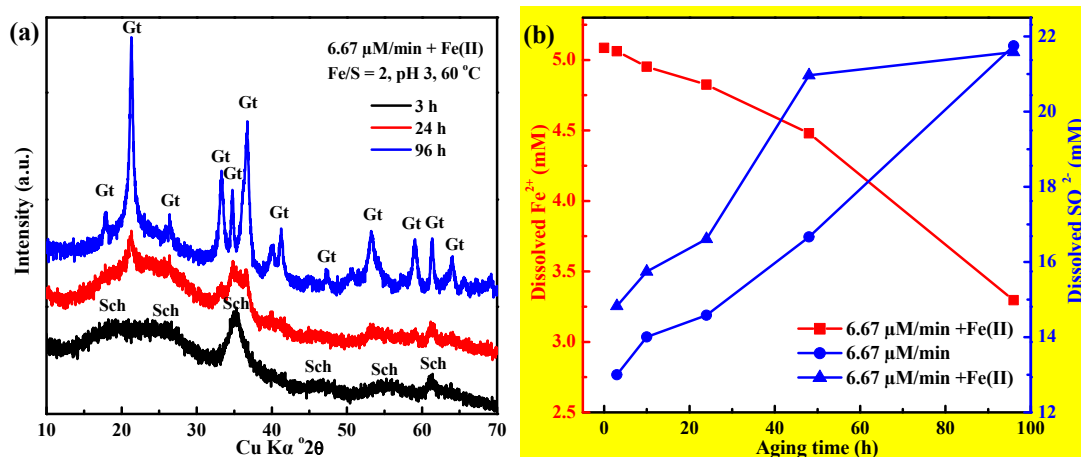 (a)
Gt
6.67 µM/min + Fe(II)
Fe/S = 2, pH 3, 60 °C
3 h
24 h
96 h
Gt
Gt
Gt
Gt
Gt
Gt
Gt
Gt
Gt
Gt
Gt
Sch
Sch
Sch
Sch
Sch
Sch
Intensity (a.u.)
10 20 30 40 50 60 70
Cu Kα °2θ
(b)
5.0
4.5
4.0
3.5
3.0
2.5
Dissolved Fe²⁺ (mM)
22
20
18
16
14
12
Dissolved SO²⁻ (mM)
6.67 µM/min +Fe(II)
6.67 µM/min
6.67 µM/min +Fe(II)
0 20 40 60 80 100
Aging time (h)